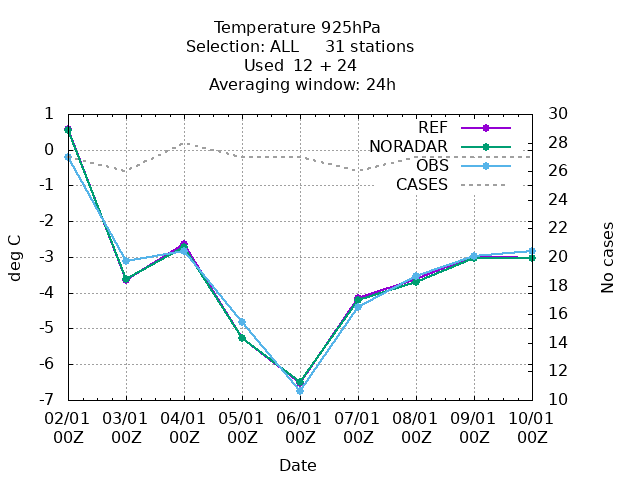 Temperature 925hPa
Selection: ALL     31 stations
Used  12 + 24
Averaging window: 24h
1
0
-1
-2
-3
-4
-5
-6
-7
deg C
30
28
26
24
22
20
18
16
14
12
10
No cases
REF
NORADAR
OBS
CASES
02/01 03/01 04/01 05/01 06/01 07/01 08/01 09/01 10/01
00Z 00Z 00Z 00Z 00Z 00Z 00Z 00Z 00Z
Date